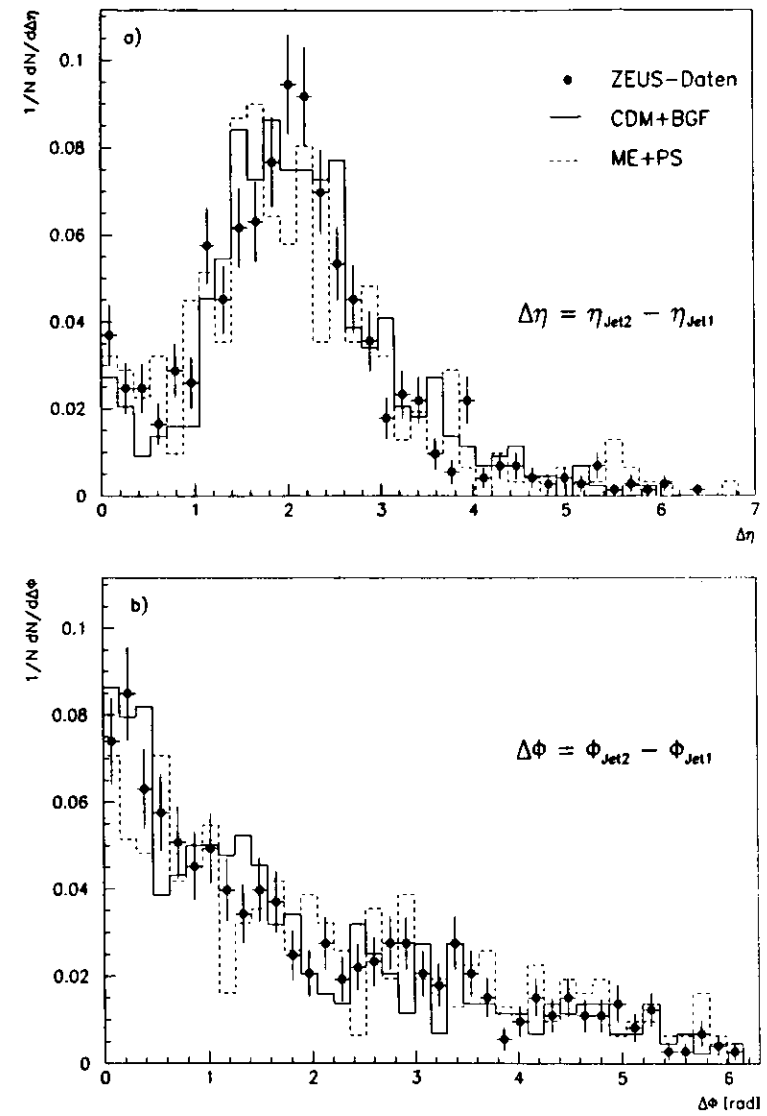 1/N dN/dΔη
a)
0.1
0.08
0.06
0.04
0.02
0
ZEUS-Daten
CDM+BGF
ME+PS
Δη = η_Jet2 − η_Jet1
0 1 2 3 4 5 6 7
Δη
1/N dN/dΔΦ
b)
0.1
0.08
0.06
0.04
0.02
0
ΔΦ = Φ_Jet2 − Φ_Jet1
0 1 2 3 4 5 6
ΔΦ [rad]